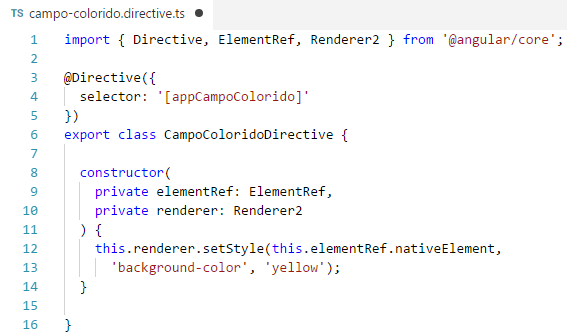 TS campo-colorido.directive.ts ●
1 import { Directive, ElementRef, Renderer2 } from '@angular/core';
2
3 @Directive({
4   selector: '[appCampoColorido]'
5 })
6 export class CampoColoridoDirective {
7
8   constructor(
9     private elementRef: ElementRef,
10     private renderer: Renderer2
11   ) {
12     this.renderer.setStyle(this.elementRef.nativeElement,
13       'background-color', 'yellow');
14   }
15
16 }